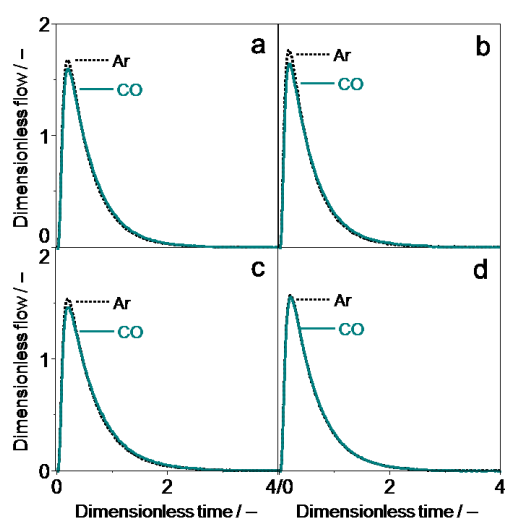 2
a
b
Ar
Ar
CO
CO
1
Dimensionless flow / –
0
2
c
d
Ar
Ar
CO
CO
1
Dimensionless flow / –
0
0
2
4/0
2
4
Dimensionless time / –
Dimensionless time / –